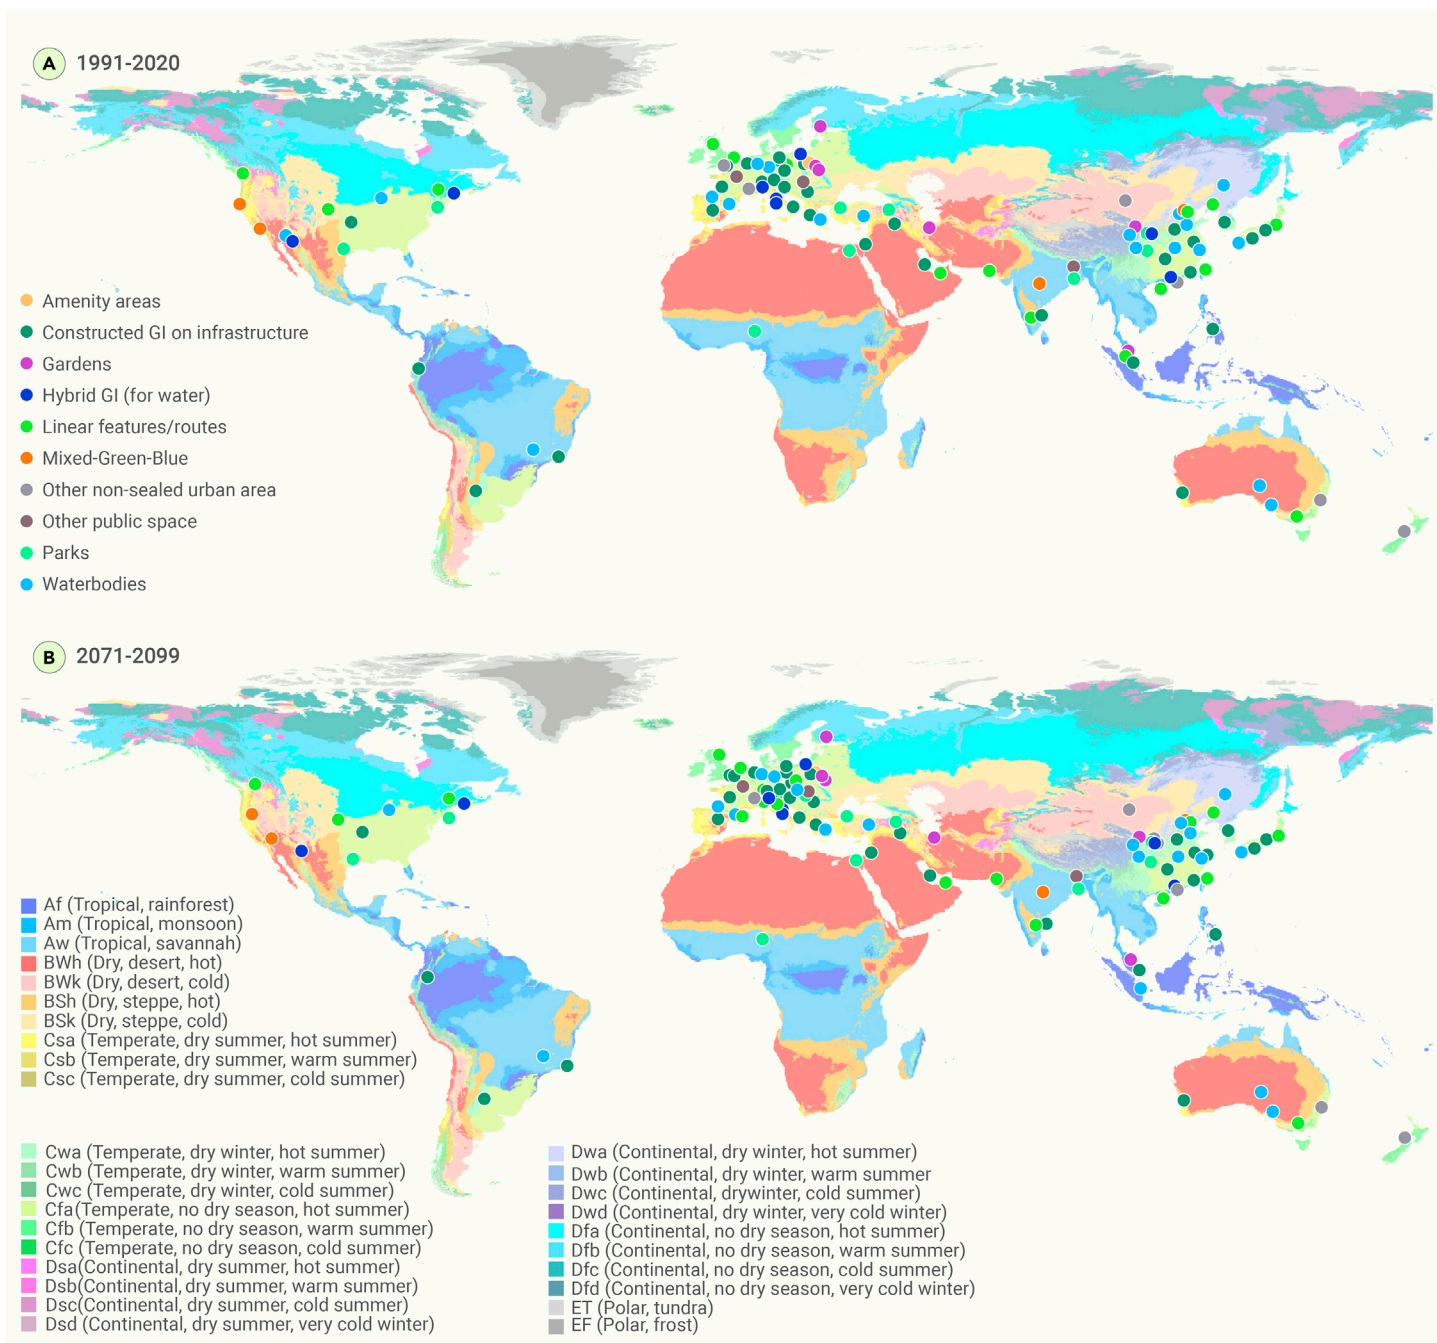 A 1991-2020
Amenity areas
Constructed GI on infrastructure
Gardens
Hybrid GI (for water)
Linear features/routes
Mixed-Green-Blue
Other non-sealed urban area
Other public space
Parks
Waterbodies
B 2071-2099
Af (Tropical, rainforest)
Am (Tropical, monsoon)
Aw (Tropical, savannah)
BWh (Dry, desert, hot)
BWk (Dry, desert, cold)
BSh (Dry, steppe, hot)
BSk (Dry, steppe, cold)
Csa (Temperate, dry summer, hot summer)
Csb (Temperate, dry summer, warm summer)
Csc (Temperate, dry summer, cold summer)
Cwa (Temperate, dry winter, hot summer)
Cwb (Temperate, dry winter, warm summer)
Cwc (Temperate, dry winter, cold summer)
Cfa(Temperate, no dry season, hot summer)
Cfb (Temperate, no dry season, warm summer)
Cfc (Temperate, no dry season, cold summer)
Dsa(Continental, dry summer, hot summer)
Dsb(Continental, dry summer, warm summer)
Dsc(Continental, dry summer, cold summer)
Dsd (Continental, dry summer, very cold winter)
Dwa (Continental, dry winter, hot summer)
Dwb (Continental, dry winter, warm summer
Dwc (Continental, drywinter, cold summer)
Dwd (Continental, dry winter, very cold winter)
Dfa (Continental, no dry season, hot summer)
Dfb (Continental, no dry season, warm summer)
Dfc (Continental, no dry season, cold summer)
Dfd (Continental, no dry season, very cold winter)
ET (Polar, tundra)
EF (Polar, frost)